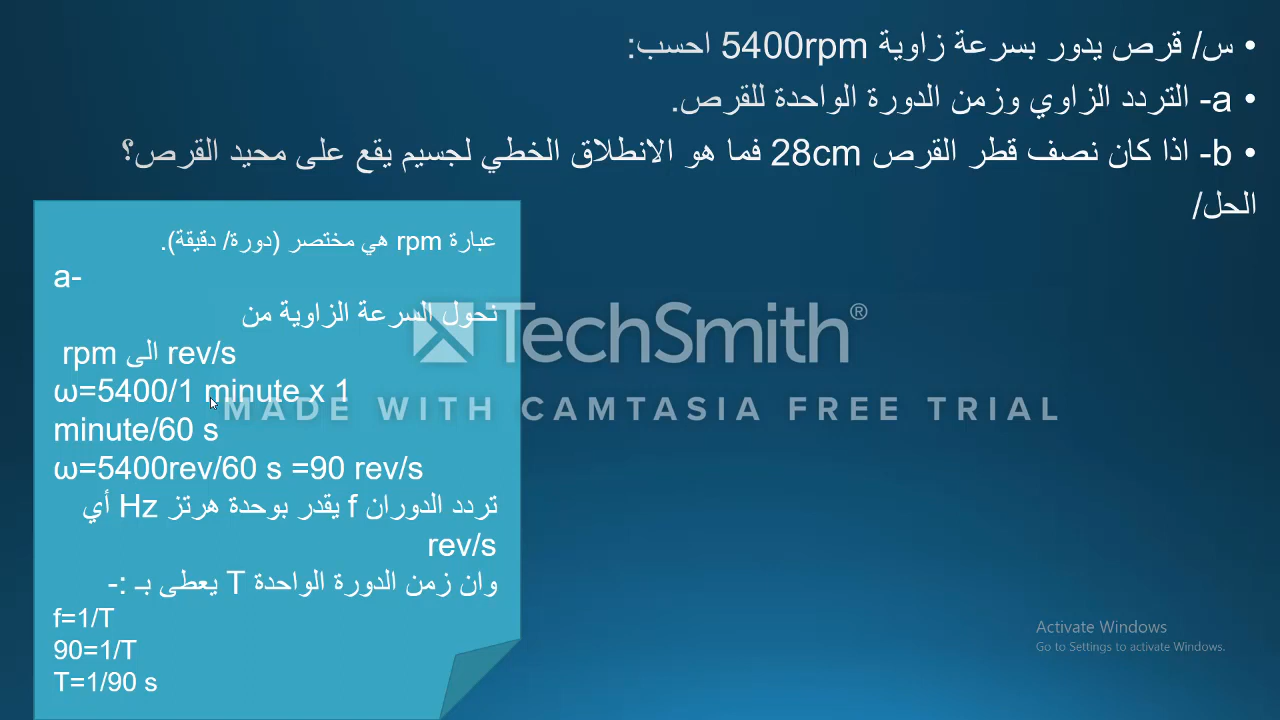 • س/ قرص يدور بسرعة زاوية 5400rpm احسب:
• a- التردد الزاوي وزمن الدورة الواحدة للقرص.
• b- اذا كان نصف قطر القرص 28cm فما هو الانطلاق الخطي لجسيم يقع على محيد القرص؟
الحل/
عبارة rpm هي مختصر (دورة/ دقيقة).
a-
نحول السرعة الزاوية من
rpm الى rev/s
ω=5400/1 minute x 1
minute/60 s
ω=5400rev/60 s =90 rev/s
تردد الدوران f يقدر بوحدة هرتز Hz أي
rev/s
وان زمن الدورة الواحدة T يعطى بـ :-
f=1/T
90=1/T
T=1/90 s
TechSmith®
MADE WITH CAMTASIA FREE TRIAL
Activate Windows
Go to Settings to activate Windows.